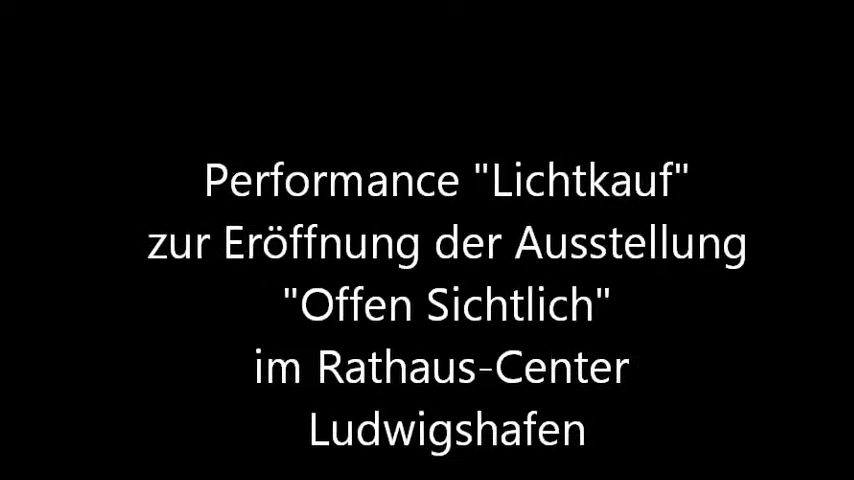 Performance "Lichtkauf"
zur Eröffnung der Ausstellung
"Offen Sichtlich"
im Rathaus-Center
Ludwigshafen